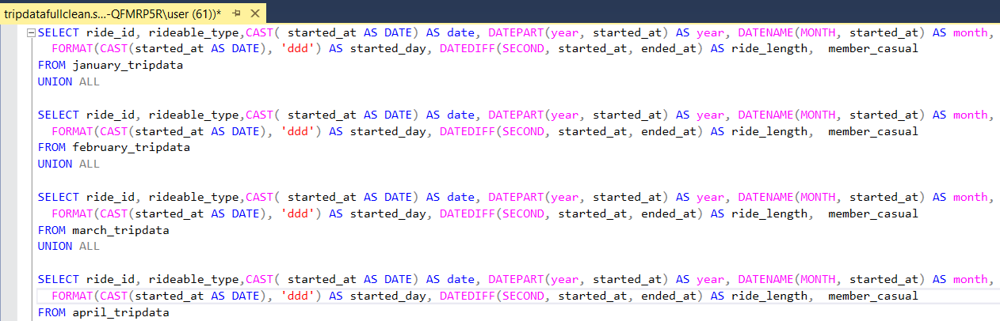 tripdatafullclean.s...-QFMRP5R\user (61))*
SELECT ride_id, rideable_type,CAST( started_at AS DATE) AS date, DATEPART(year, started_at) AS year, DATENAME(MONTH, started_at) AS month,
FORMAT(CAST(started_at AS DATE), 'ddd') AS started_day, DATEDIFF(SECOND, started_at, ended_at) AS ride_length,  member_casual
FROM january_tripdata
UNION ALL
SELECT ride_id, rideable_type,CAST( started_at AS DATE) AS date, DATEPART(year, started_at) AS year, DATENAME(MONTH, started_at) AS month,
FORMAT(CAST(started_at AS DATE), 'ddd') AS started_day, DATEDIFF(SECOND, started_at, ended_at) AS ride_length,  member_casual
FROM february_tripdata
UNION ALL
SELECT ride_id, rideable_type,CAST( started_at AS DATE) AS date, DATEPART(year, started_at) AS year, DATENAME(MONTH, started_at) AS month,
FORMAT(CAST(started_at AS DATE), 'ddd') AS started_day, DATEDIFF(SECOND, started_at, ended_at) AS ride_length,  member_casual
FROM march_tripdata
UNION ALL
SELECT ride_id, rideable_type,CAST( started_at AS DATE) AS date, DATEPART(year, started_at) AS year, DATENAME(MONTH, started_at) AS month,
FORMAT(CAST(started_at AS DATE), 'ddd') AS started_day, DATEDIFF(SECOND, started_at, ended_at) AS ride_length,  member_casual
FROM april_tripdata